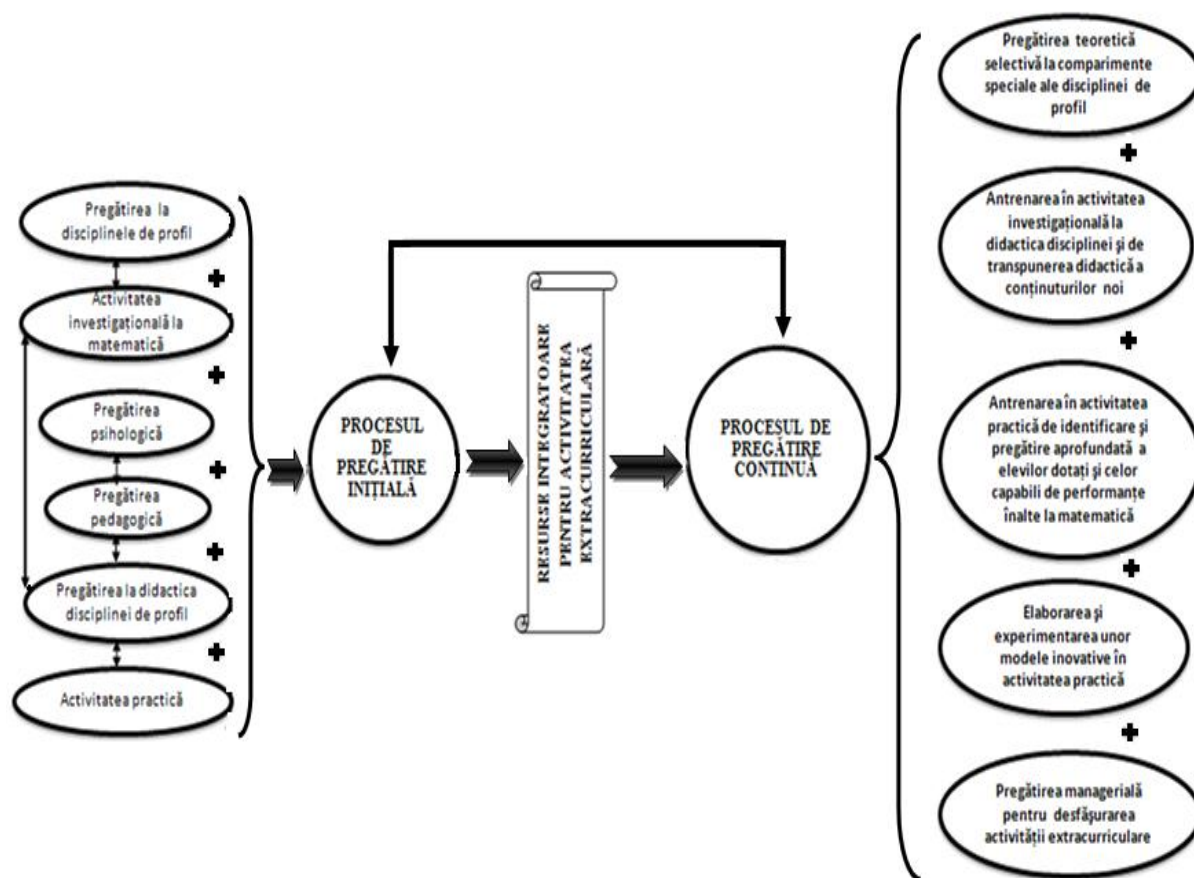 Pregătirea la
disciplinele de profil
Activitatea
investigațională la
matematică
Pregătirea
psihologică
Pregătirea
pedagogică
Pregătirea la didactica
disciplinei de profil
Activitatea practică
PROCESUL
DE
PREGĂTIRE
INIȚIALĂ
RESURSE INTEGRATOARE
PENTRU ACTIVITATEA
EXTRACURRICULARĂ
PROCESUL DE
PREGĂTIRE
CONTINUĂ
Pregătirea teoretică
selectivă la comparimente
speciale ale disciplinei de
profil
Antrenarea în activitatea
investigațională la
didactica disciplinei și de
transpunerea didactică a
conținuturilor noi
Antrenarea în activitatea
practică de identificare și
pregătire aprofundată a
elevilor dotați și celor
capabili de performanțe
înalte la matematică
Elaborarea și
experimentarea unor
modele inovative în
activitatea practică
Pregătirea managerială
pentru desfășurarea
activității extracurriculare